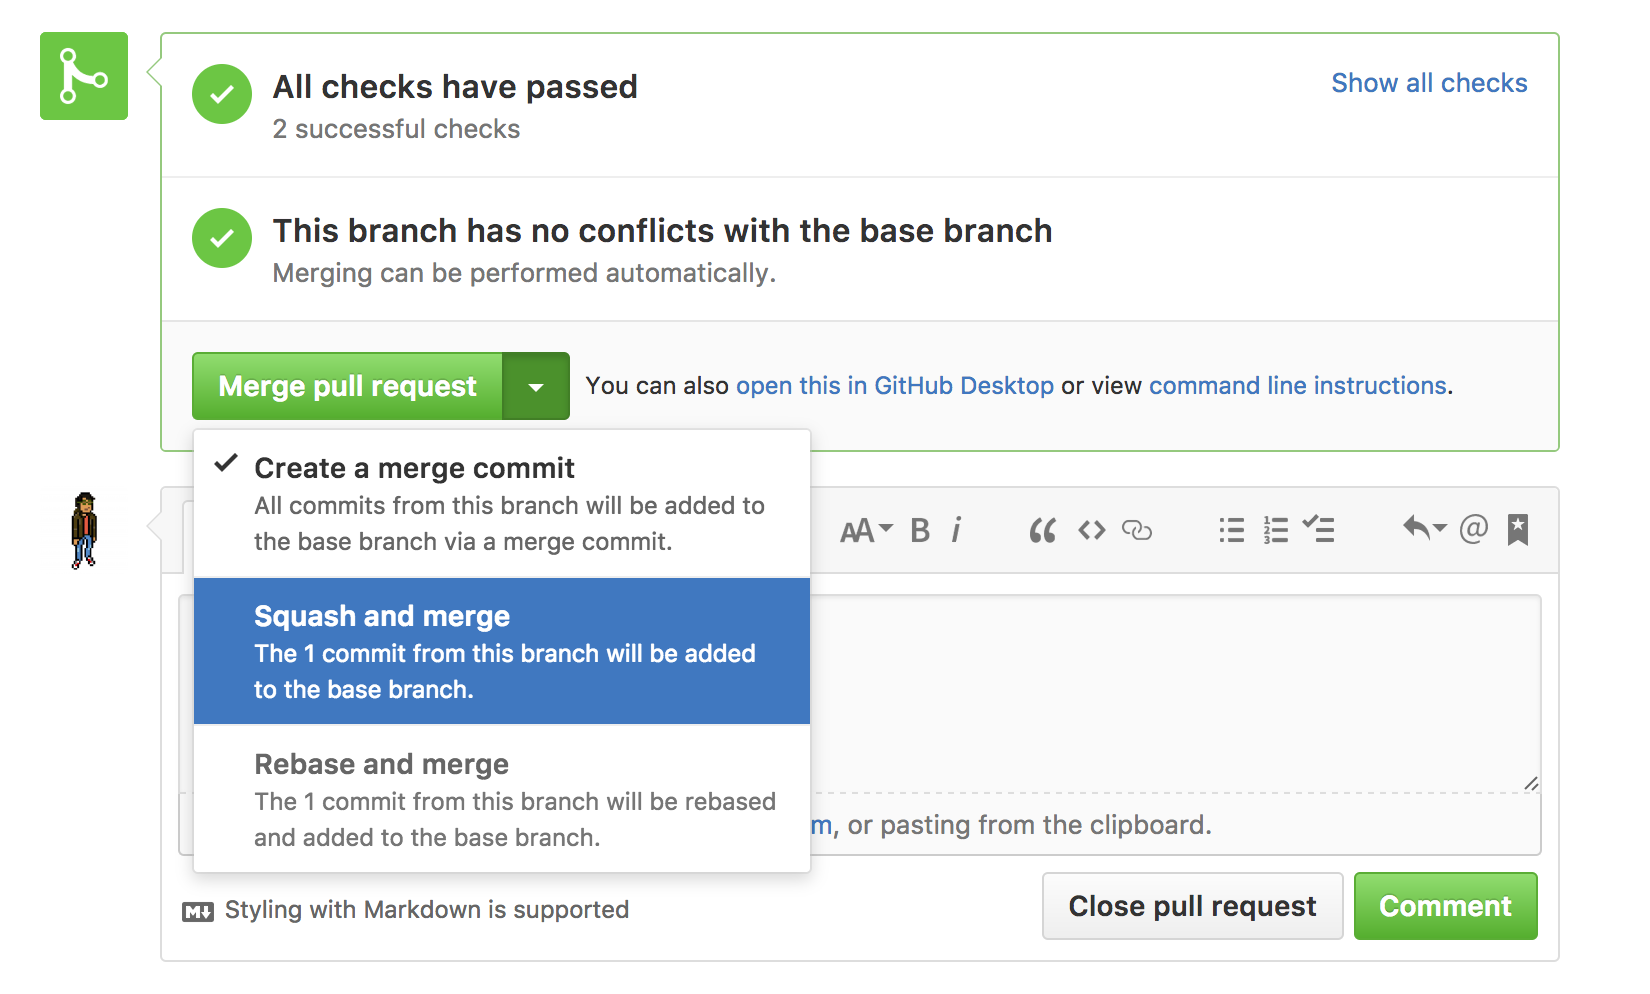 All checks have passed
Show all checks
2 successful checks
This branch has no conflicts with the base branch
Merging can be performed automatically.
Merge pull request
You can also open this in GitHub Desktop or view command line instructions.
Create a merge commit
All commits from this branch will be added to
the base branch via a merge commit.
AA B i
Squash and merge
The 1 commit from this branch will be added
to the base branch.
Rebase and merge
The 1 commit from this branch will be rebased
and added to the base branch.
m, or pasting from the clipboard.
Styling with Markdown is supported
Close pull request
Comment